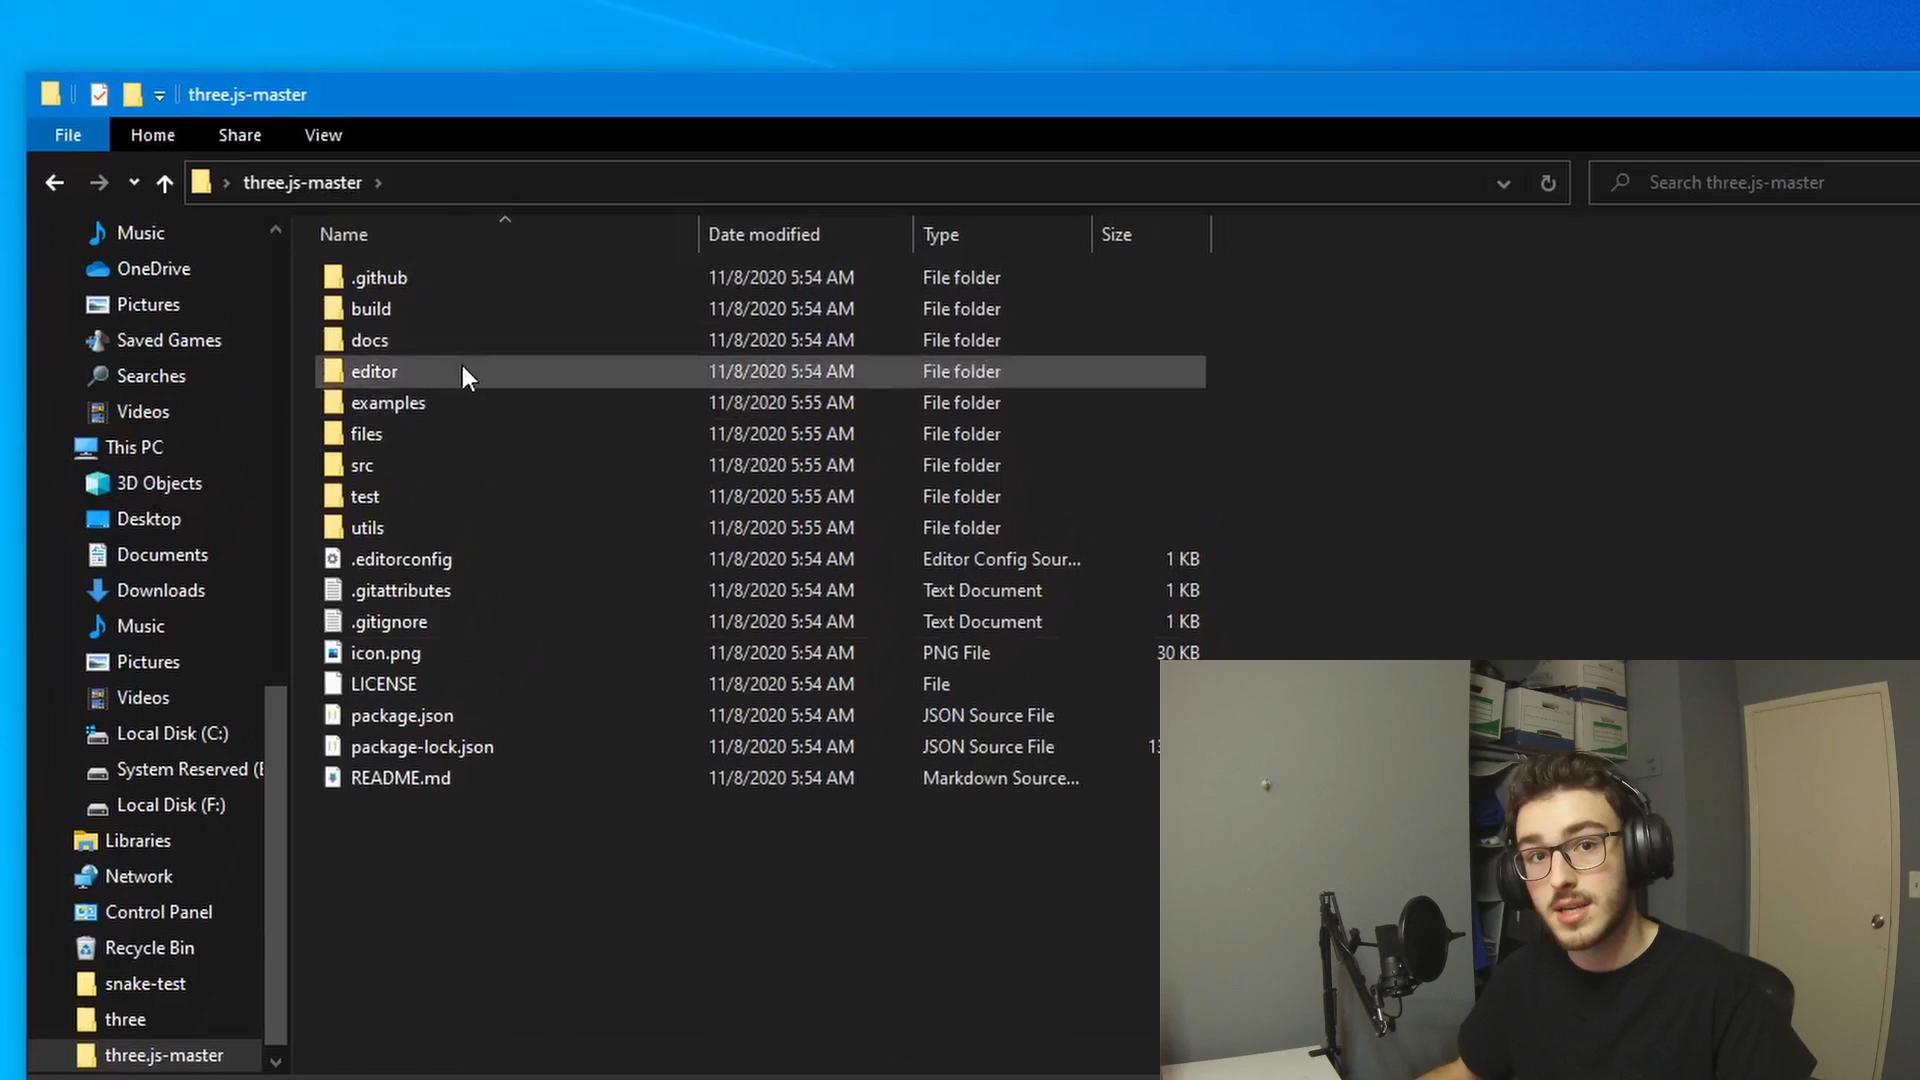 three.js-master
File Home Share View
three.js-master
Search three.js-master
Name Date modified Type Size
Music
OneDrive
Pictures
Saved Games
Searches
Videos
This PC
3D Objects
Desktop
Documents
Downloads
Music
Pictures
Videos
Local Disk (C:)
System Reserved (E
Local Disk (F:)
Libraries
Network
Control Panel
Recycle Bin
snake-test
three
three.js-master
.github 11/8/2020 5:54 AM File folder
build 11/8/2020 5:54 AM File folder
docs 11/8/2020 5:54 AM File folder
editor 11/8/2020 5:54 AM File folder
examples 11/8/2020 5:55 AM File folder
files 11/8/2020 5:55 AM File folder
src 11/8/2020 5:55 AM File folder
test 11/8/2020 5:55 AM File folder
utils 11/8/2020 5:55 AM File folder
.editorconfig 11/8/2020 5:54 AM Editor Config Sour... 1 KB
.gitattributes 11/8/2020 5:54 AM Text Document 1 KB
.gitignore 11/8/2020 5:54 AM Text Document 1 KB
icon.png 11/8/2020 5:54 AM PNG File 30 KB
LICENSE 11/8/2020 5:54 AM File
package.json 11/8/2020 5:54 AM JSON Source File
package-lock.json 11/8/2020 5:54 AM JSON Source File
README.md 11/8/2020 5:54 AM Markdown Source...